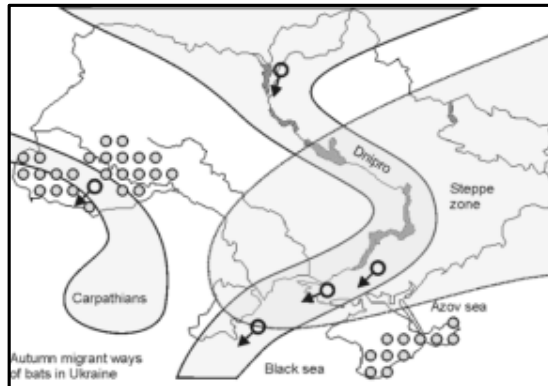 Dnipro
Steppe
zone
Carpathians
Azov sea
Autumn migrant ways
of bats in Ukraine
Black sea